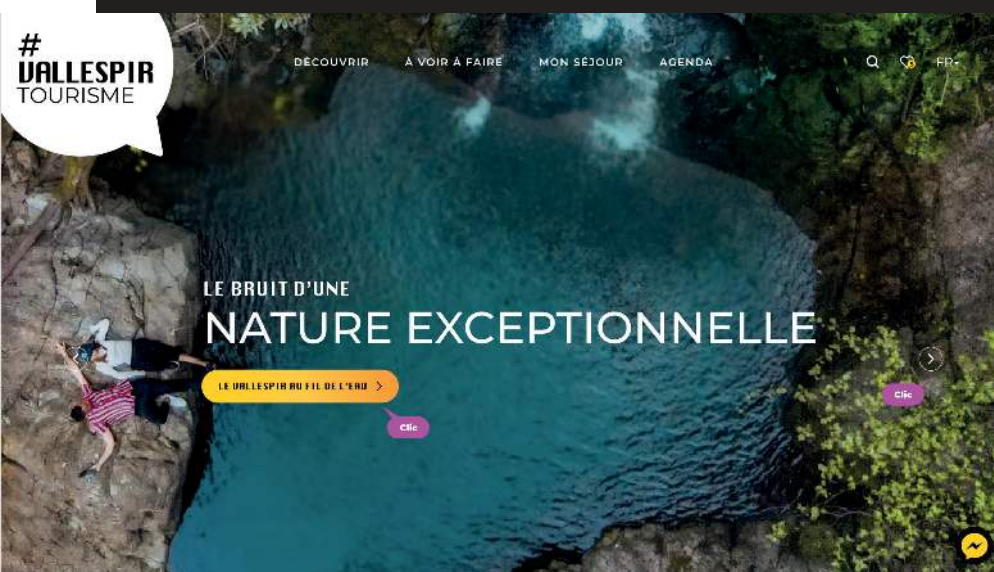 #
VALLESPIR
TOURISME
DÉCOUVRIR
À VOIR À FAIRE
MON SÉJOUR
AGENDA
FR
LE BRUIT D'UNE
NATURE EXCEPTIONNELLE
LE VALLESPIR AU FIL DE L'EAU
Clic
Clic